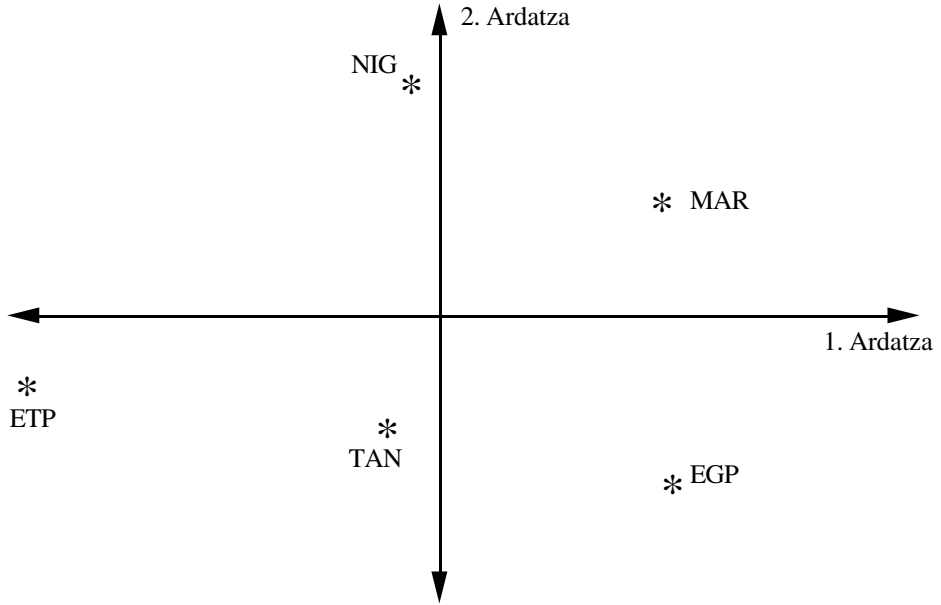 2. Ardatza
NIG
MAR
1. Ardatza
ETP
TAN
EGP